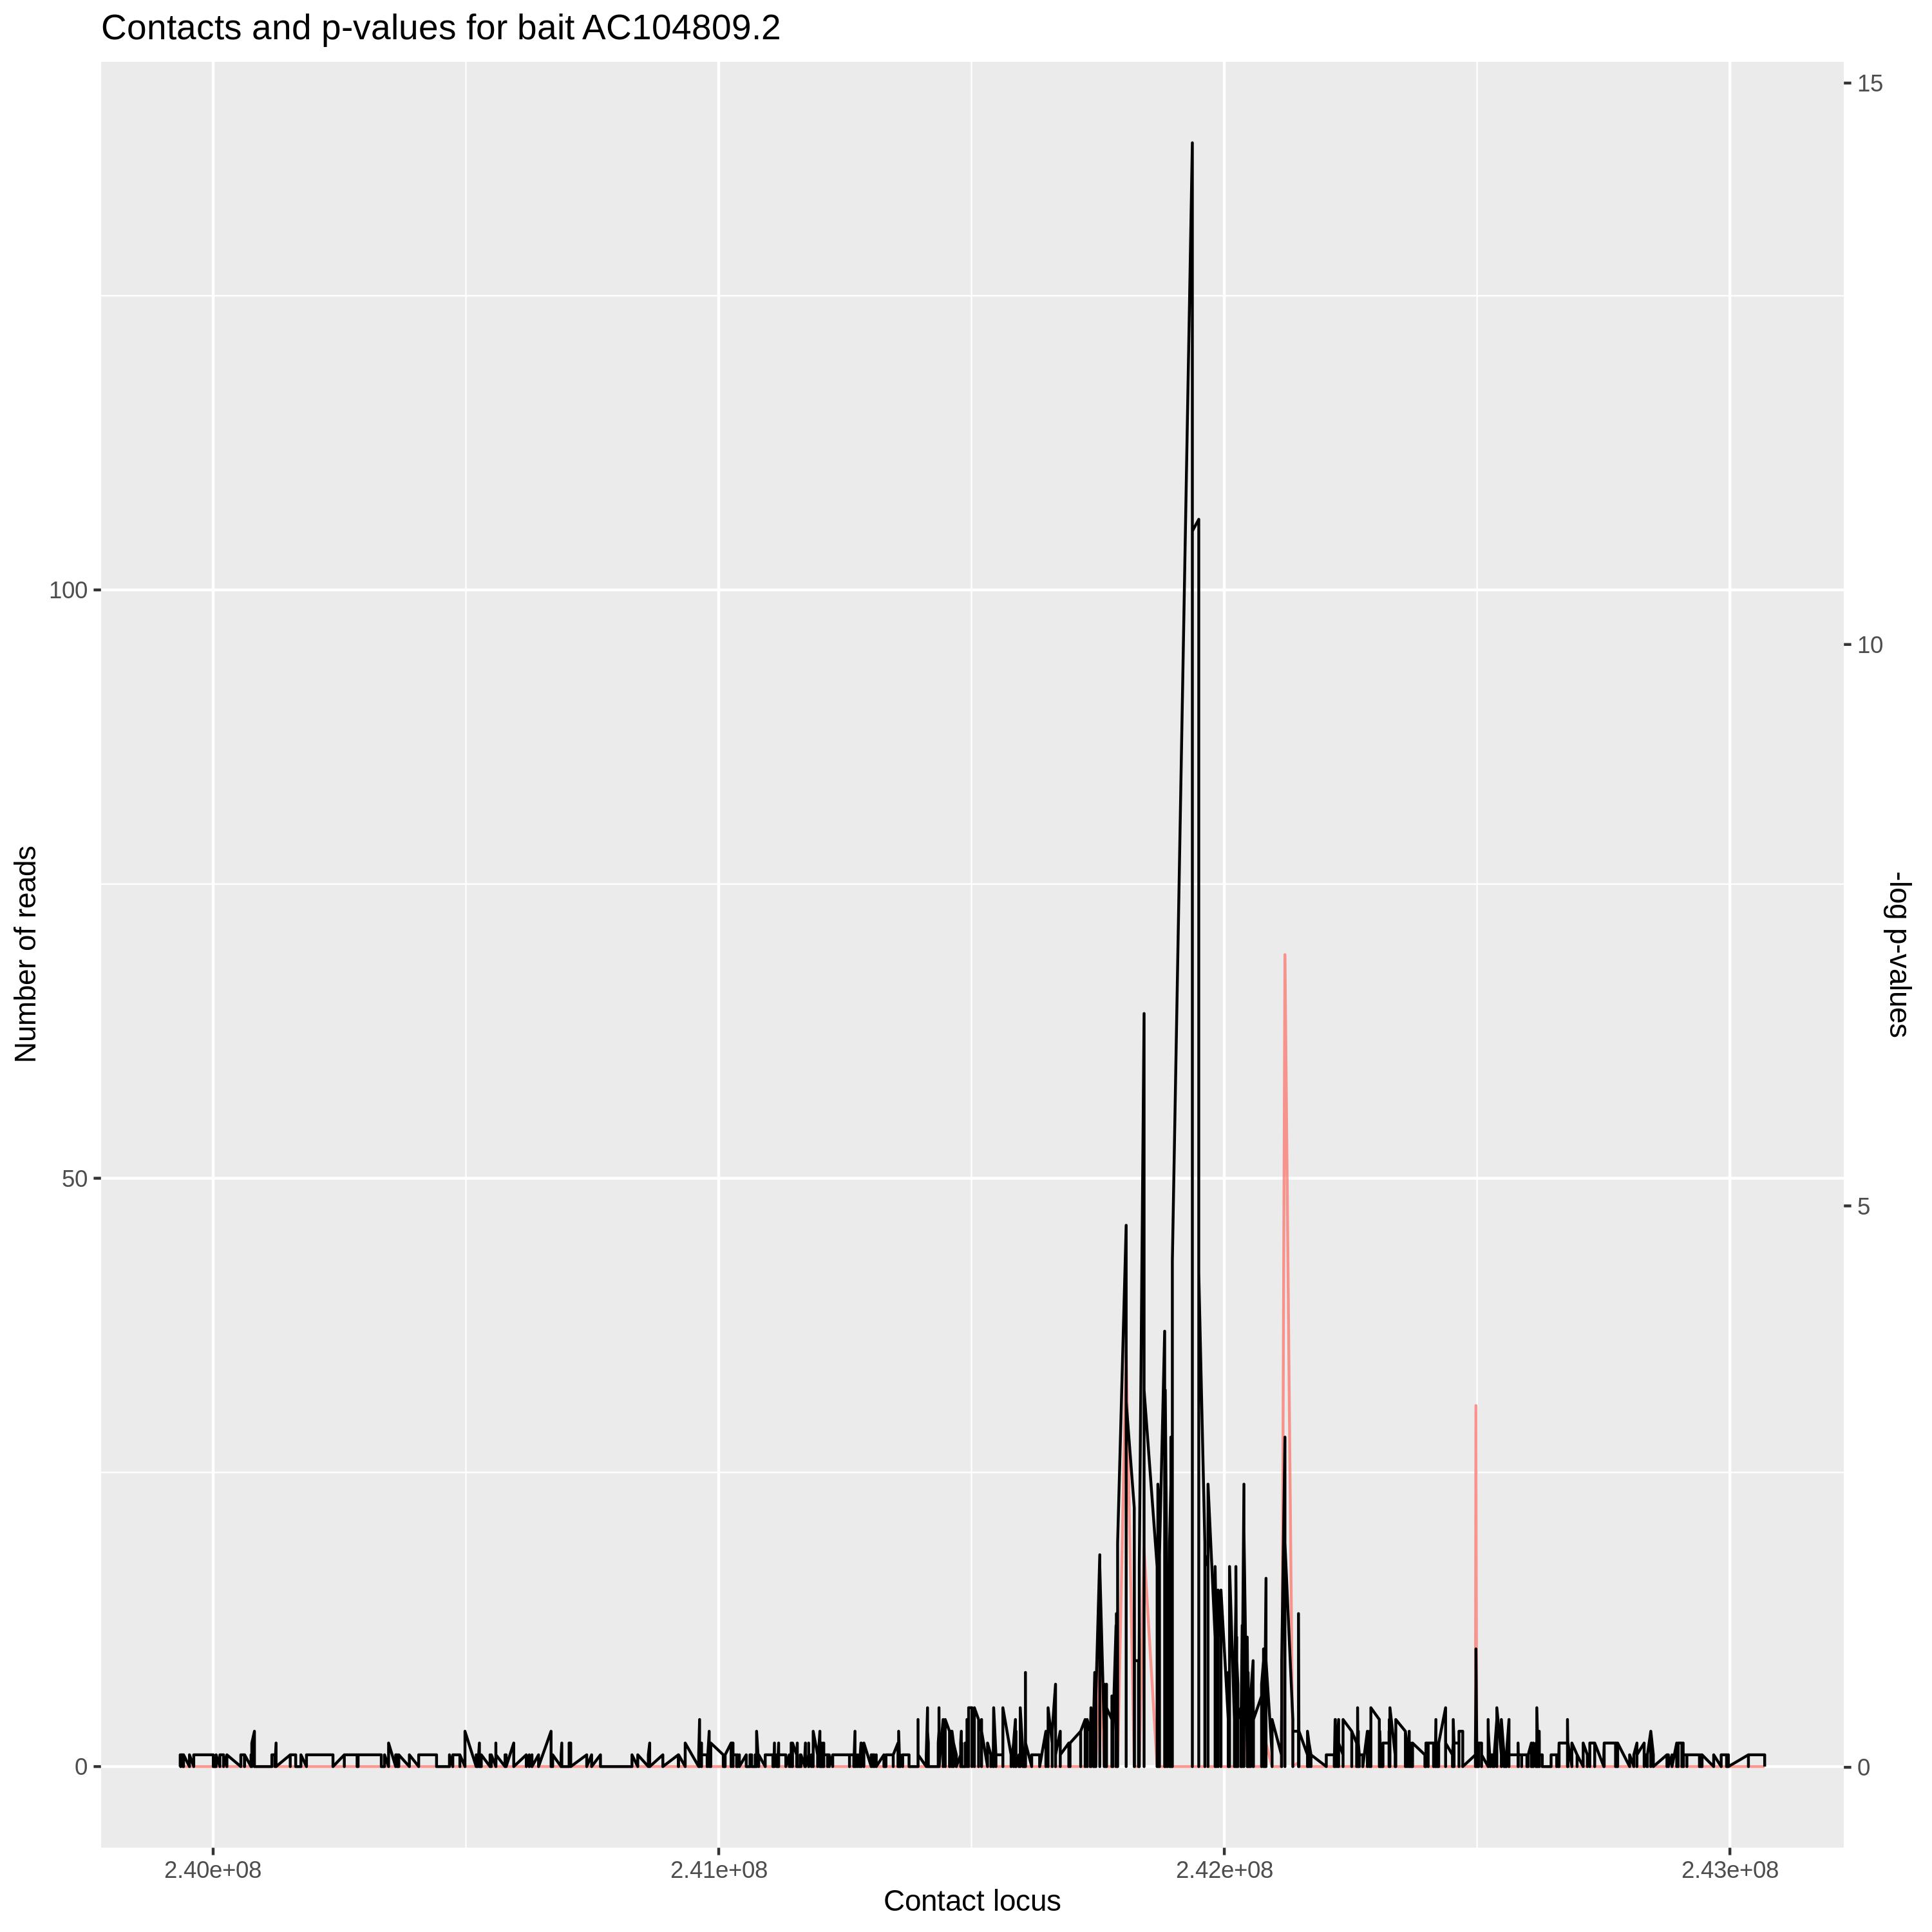 Contacts and p-values for bait AC104809.2
15
100
10
Number of reads
-log p-values
50
5
0
0
2.40e+08
2.41e+08
2.42e+08
2.43e+08
Contact locus